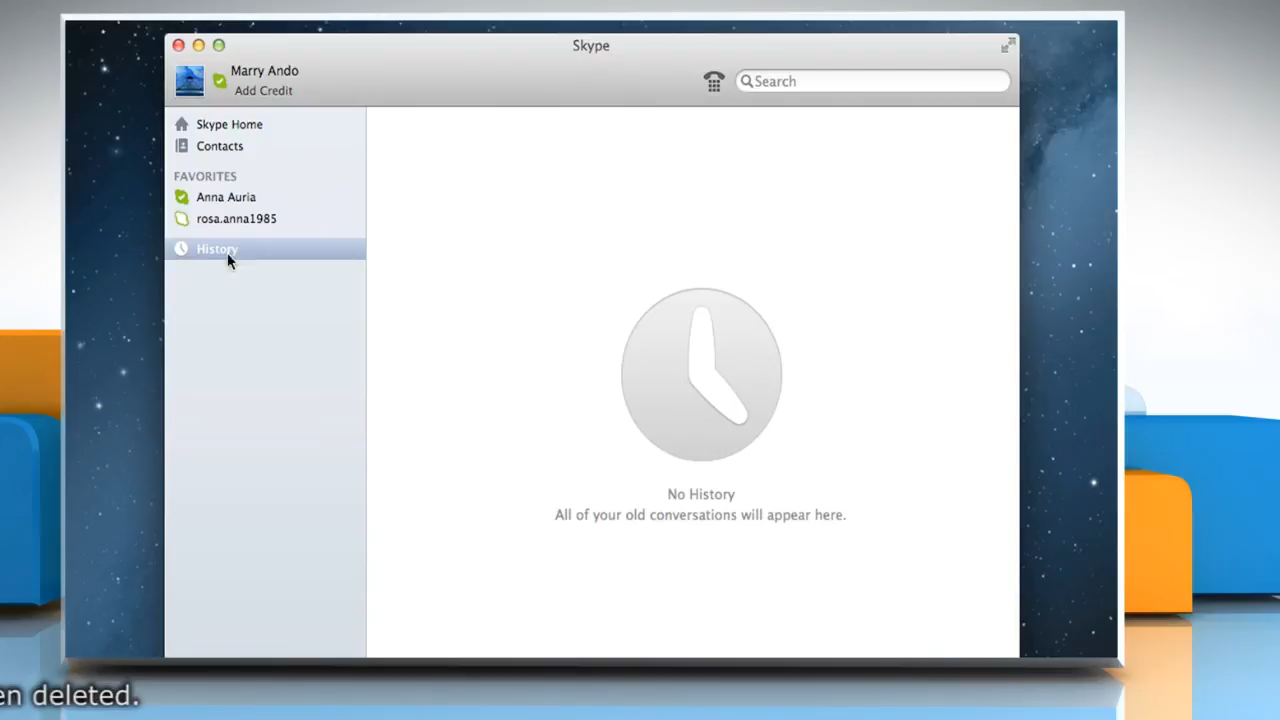 Skype
Marry Ando
Add Credit
Search
Skype Home
Contacts
FAVORITES
Anna Auria
rosa.anna1985
History
No History
All of your old conversations will appear here.
deleted.